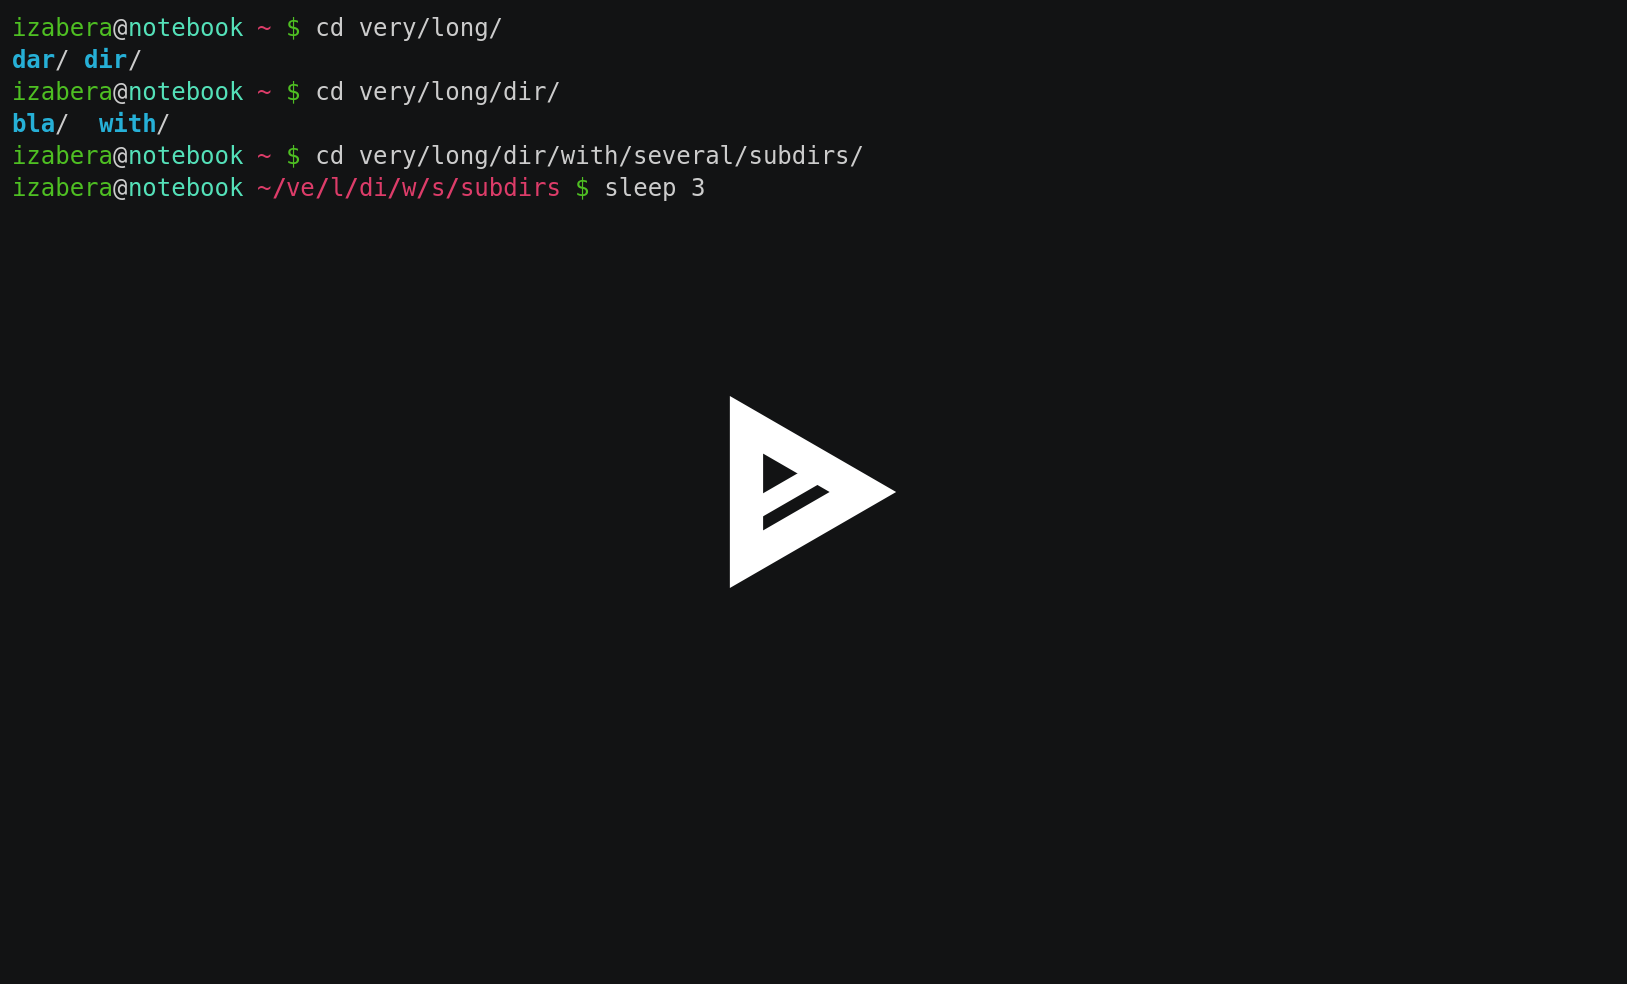 izabera@notebook ~ $ cd very/long/
dar/ dir/
izabera@notebook ~ $ cd very/long/dir/
bla/  with/
izabera@notebook ~ $ cd very/long/dir/with/several/subdirs/
izabera@notebook ~/ve/l/di/w/s/subdirs $ sleep 3